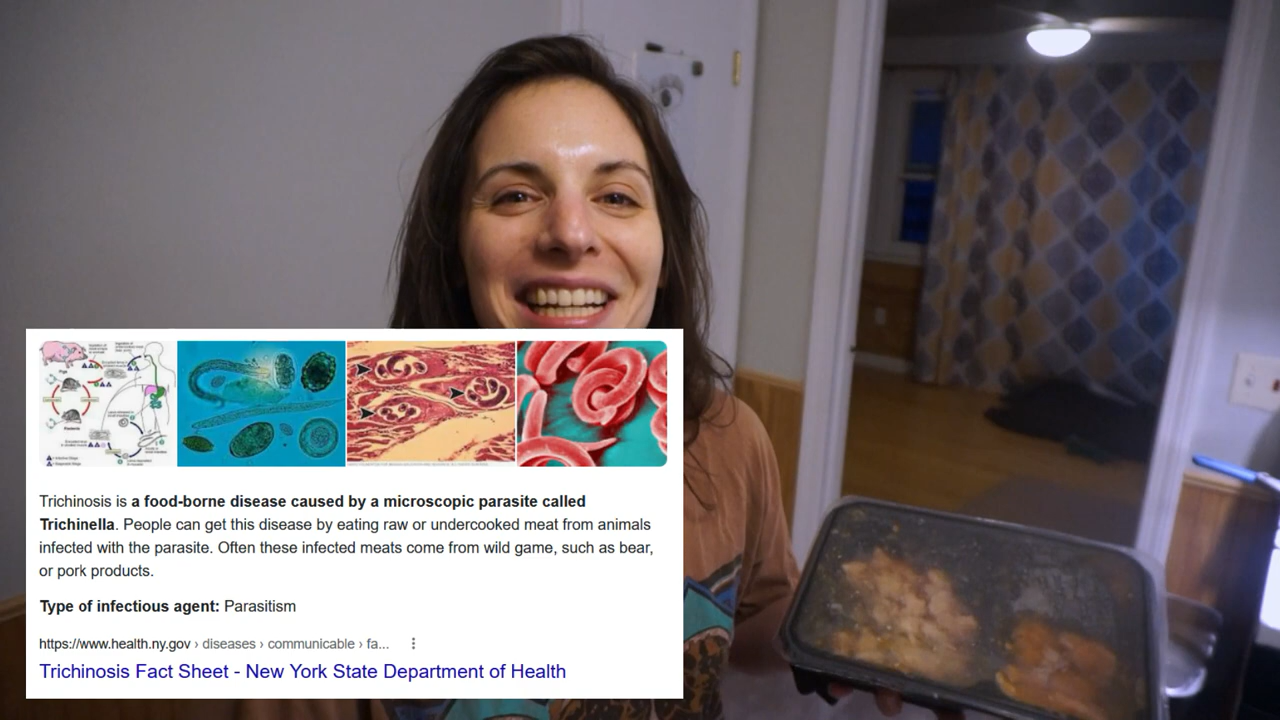 Trichinosis is a food-borne disease caused by a microscopic parasite called
Trichinella. People can get this disease by eating raw or undercooked meat from animals
infected with the parasite. Often these infected meats come from wild game, such as bear,
or pork products.
Type of infectious agent: Parasitism
https://www.health.ny.gov › diseases › communicable › fa...
Trichinosis Fact Sheet - New York State Department of Health